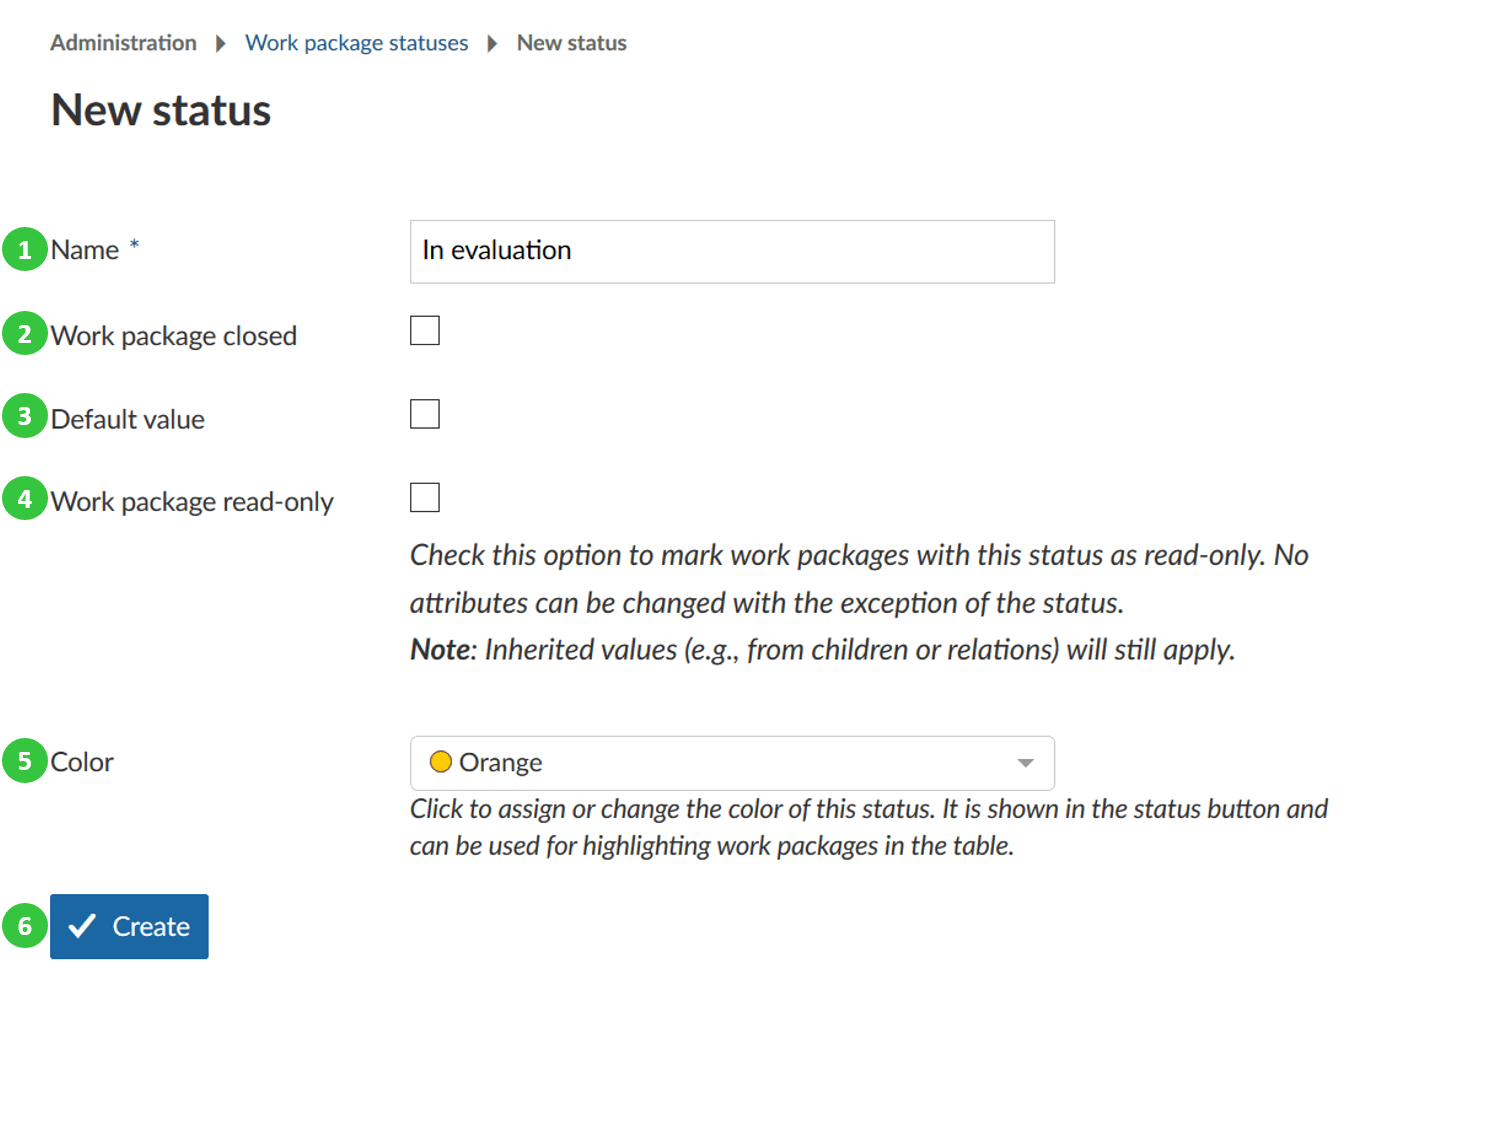 Administration Work package statuses New status
New status
1 Name *
In evaluation
2 Work package closed
3 Default value
4 Work package read-only
Check this option to mark work packages with this status as read-only. No
attributes can be changed with the exception of the status.
Note: Inherited values (e.g., from children or relations) will still apply.
5 Color
Orange
Click to assign or change the color of this status. It is shown in the status button and
can be used for highlighting work packages in the table.
6 Create